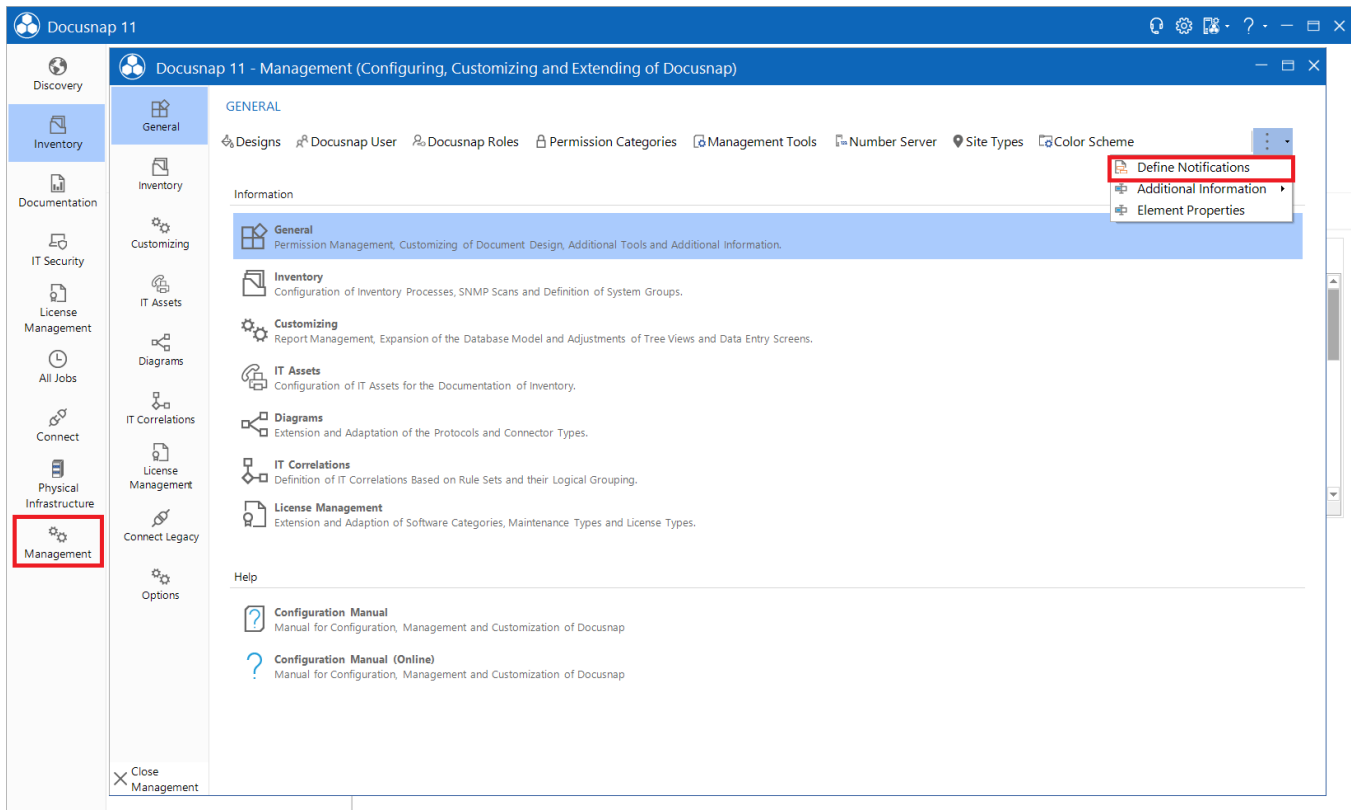 Docusnap 11
Discovery
Inventory
Documentation
IT Security
License
Management
All Jobs
Connect
Physical
Infrastructure
Management
Docusnap 11 - Management (Configuring, Customizing and Extending of Docusnap)
General
Inventory
Customizing
IT Assets
Diagrams
IT Correlations
License
Management
Connect Legacy
Options
Close
Management
GENERAL
Designs Docusnap User Docusnap Roles Permission Categories Management Tools Number Server Site Types Color Scheme
Define Notifications
Additional Information
Element Properties
Information
General
Permission Management, Customizing of Document Design, Additional Tools and Additional Information.
Inventory
Configuration of Inventory Processes, SNMP Scans and Definition of System Groups.
Customizing
Report Management, Expansion of the Database Model and Adjustments of Tree Views and Data Entry Screens.
IT Assets
Configuration of IT Assets for the Documentation of Inventory.
Diagrams
Extension and Adaptation of the Protocols and Connector Types.
IT Correlations
Definition of IT Correlations Based on Rule Sets and their Logical Grouping.
License Management
Extension and Adaption of Software Categories, Maintenance Types and License Types.
Help
Configuration Manual
Manual for Configuration, Management and Customization of Docusnap
Configuration Manual (Online)
Manual for Configuration, Management and Customization of Docusnap